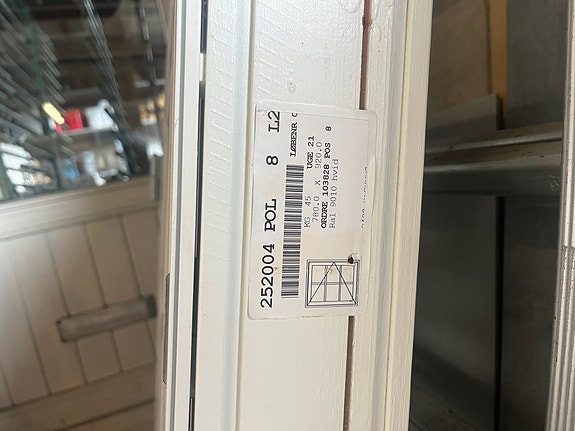 252004 POL 8 L2
LØBENR
KG 45 UGE 21
780.0 X 920.0
ORDRE 103828 POS 8
Ral 9010 hvid